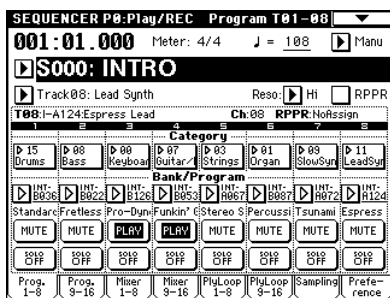 SEQUENCER P0:Play/REC Program T01-08
001:01.000 Meter: 4/4 ♩ = 108 Manu
S000: INTRO
Track08: Lead Synth Reso: Hi RPPR
T08:I-A124:Espress Lead Ch:08 RPPR:NoAssign
1 2 3 4 5 6 7 8
Category
15 08 00 07 03 01 09 11
Drums Bass Keyboar Guitar/ Strings Organ SlowSyn LeadSyn
Bank/Program
INT- INT- INT- INT- INT- INT- INT- INT-
B036 B022 B126 B053 A067 B087 A072 A124
Standard Fretless Pro-Dyn Funkin' Stereo S Percussi Tsunami Espress
MUTE MUTE PLAY PLAY MUTE MUTE MUTE MUTE
SOLO SOLO SOLO SOLO SOLO SOLO SOLO SOLO
OFF OFF OFF OFF OFF OFF OFF OFF
Prog. Prog. Mixer Mixer PlyLoop PlyLoop Sampling Prefe-
1-8 9-16 1-8 9-16 1-8 9-16 rence